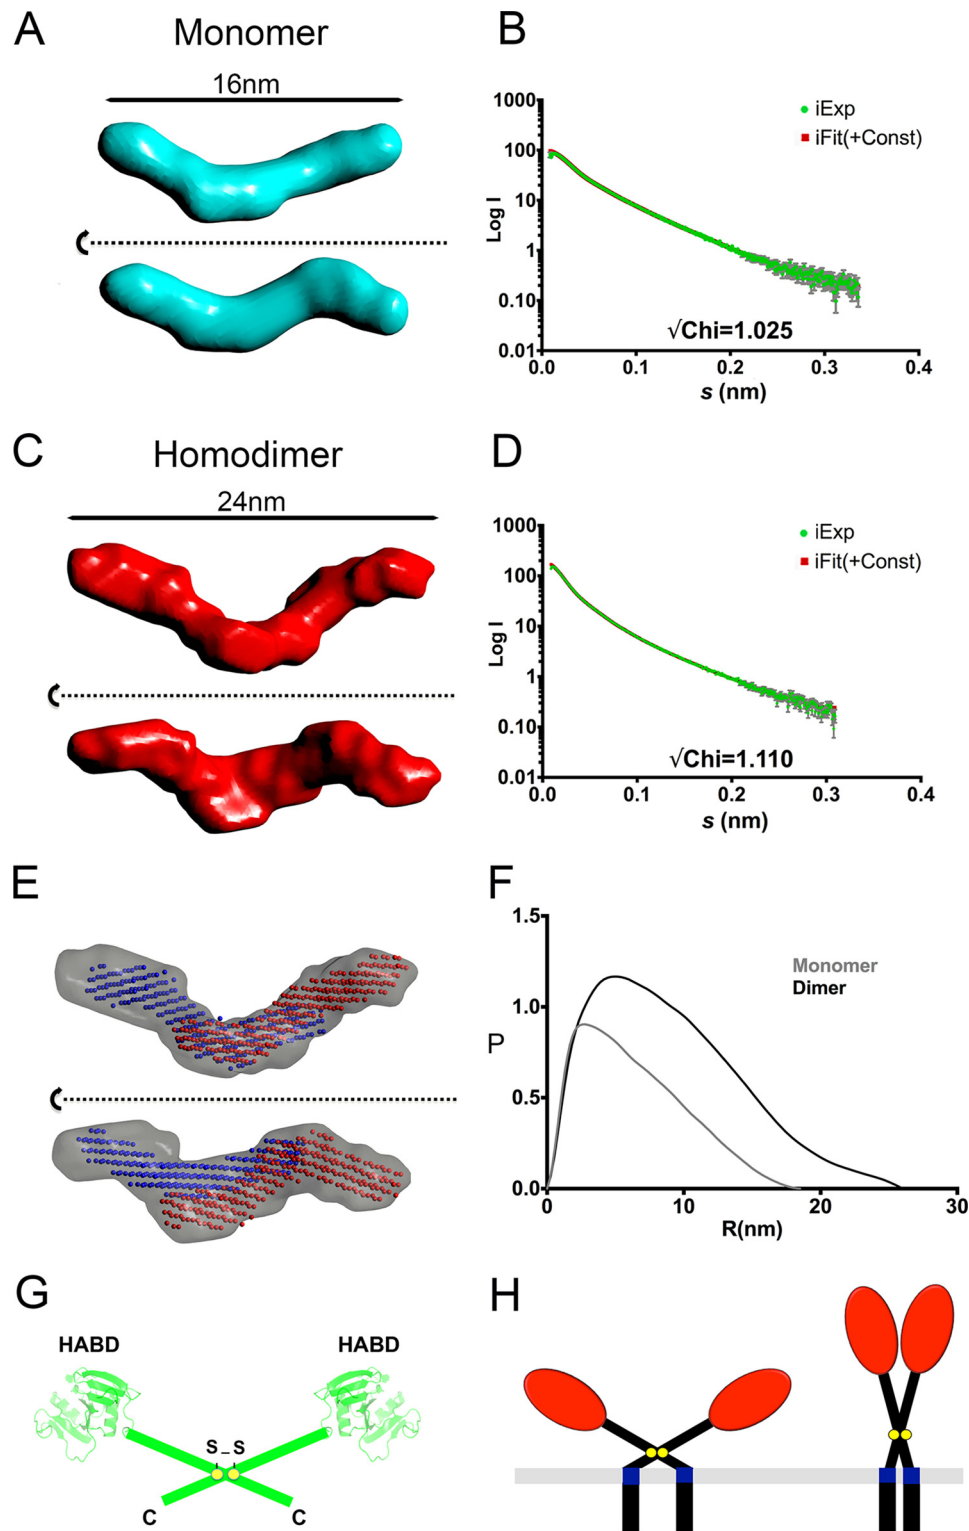 A
Monomer
16nm
B
1000
100
10
1
0.10
0.01
Log I
iExp
iFit(+Const)
√Chi=1.025
0.0 0.1 0.2 0.3 0.4
s (nm)
C
Homodimer
24nm
D
1000
100
10
1
0.10
0.01
Log I
iExp
iFit(+Const)
√Chi=1.110
0.0 0.1 0.2 0.3 0.4
s (nm)
E
F
1.5
1.0
0.5
0.0
P
Monomer
Dimer
0 10 20 30
R(nm)
G
HABD HABD
S – S
C C
H